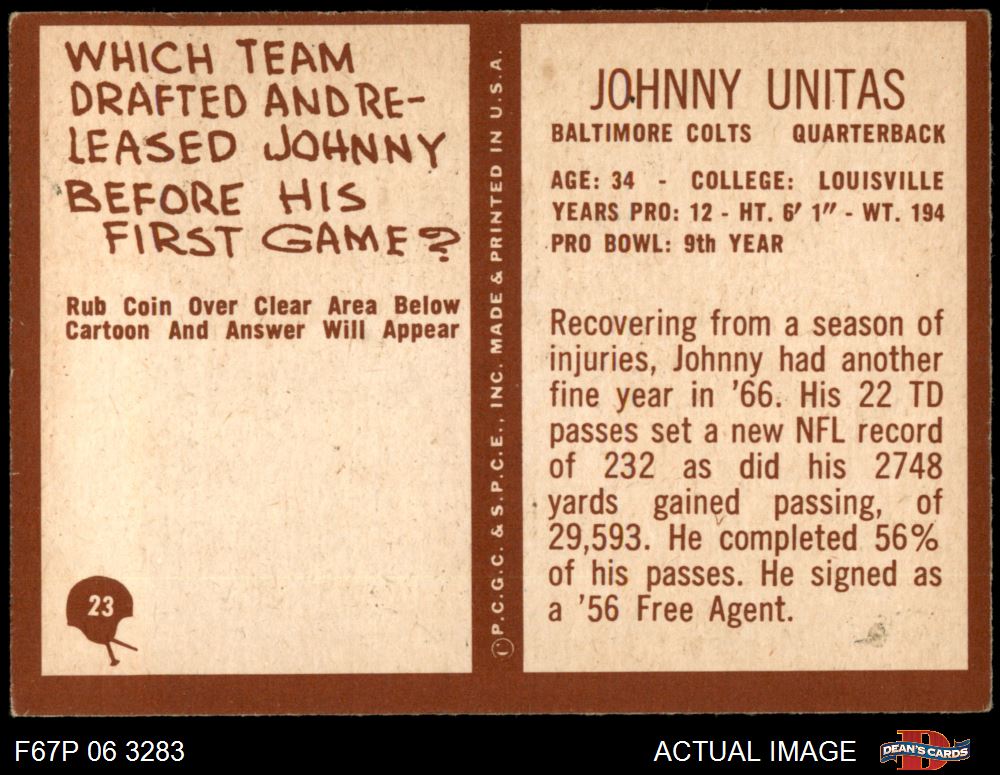 WHICH TEAM
DRAFTED AND RE-
LEASED JOHNNY
BEFORE HIS
FIRST GAME?
Rub Coin Over Clear Area Below
Cartoon And Answer Will Appear
23
© P.C.G.C. & S.P.C.E., INC. MADE & PRINTED IN U.S.A.
JOHNNY UNITAS
BALTIMORE COLTS QUARTERBACK
AGE: 34 - COLLEGE: LOUISVILLE
YEARS PRO: 12 - HT. 6' 1" - WT. 194
PRO BOWL: 9th YEAR
Recovering from a season of
injuries, Johnny had another
fine year in '66. His 22 TD
passes set a new NFL record
of 232 as did his 2748
yards gained passing, of
29,593. He completed 56%
of his passes. He signed as
a '56 Free Agent.
F67P 06 3283
ACTUAL IMAGE
D
DEAN'S CARDS